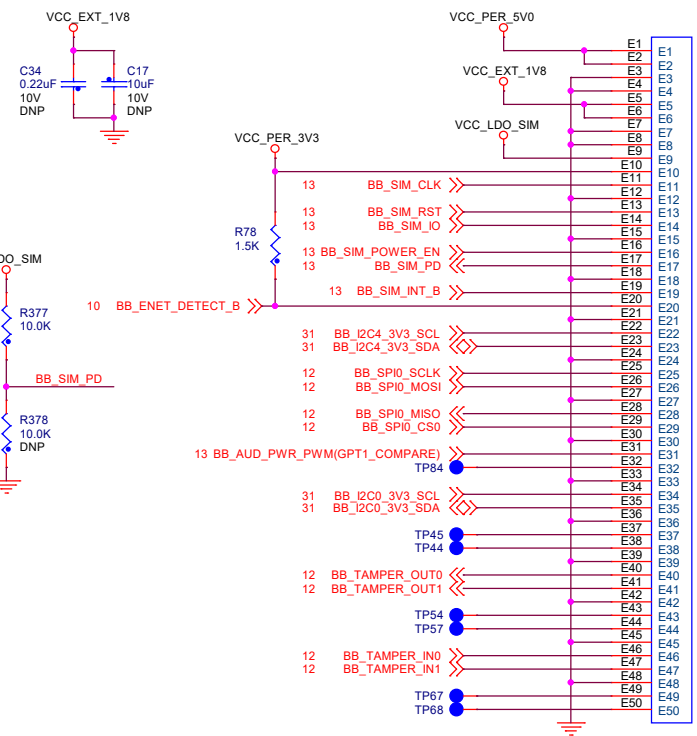 VCC_EXT_1V8
C34
0.22uF
10V
DNP
C17
10uF
10V
DNP
VCC_PER_3V3
R78
1.5K
DO_SIM
R377
10.0K
BB_SIM_PD
R378
10.0K
DNP
VCC_PER_5V0
VCC_EXT_1V8
VCC_LDO_SIM
13 BB_SIM_CLK
13 BB_SIM_RST
13 BB_SIM_IO
13 BB_SIM_POWER_EN
13 BB_SIM_PD
13 BB_SIM_INT_B
10 BB_ENET_DETECT_B
31 BB_I2C4_3V3_SCL
31 BB_I2C4_3V3_SDA
12 BB_SPI0_SCLK
12 BB_SPI0_MOSI
12 BB_SPI0_MISO
12 BB_SPI0_CS0
13 BB_AUD_PWR_PWM(GPT1_COMPARE)
TP84
31 BB_I2C0_3V3_SCL
31 BB_I2C0_3V3_SDA
TP45
TP44
12 BB_TAMPER_OUT0
12 BB_TAMPER_OUT1
TP54
TP57
12 BB_TAMPER_IN0
12 BB_TAMPER_IN1
TP67
TP68
E1 E1
E2 E2
E3 E3
E4 E4
E5 E5
E6 E6
E7 E7
E8 E8
E9 E9
E10 E10
E11 E11
E12 E12
E13 E13
E14 E14
E15 E15
E16 E16
E17 E17
E18 E18
E19 E19
E20 E20
E21 E21
E22 E22
E23 E23
E24 E24
E25 E25
E26 E26
E27 E27
E28 E28
E29 E29
E30 E30
E31 E31
E32 E32
E33 E33
E34 E34
E35 E35
E36 E36
E37 E37
E38 E38
E39 E39
E40 E40
E41 E41
E42 E42
E43 E43
E44 E44
E45 E45
E46 E46
E47 E47
E48 E48
E49 E49
E50 E50